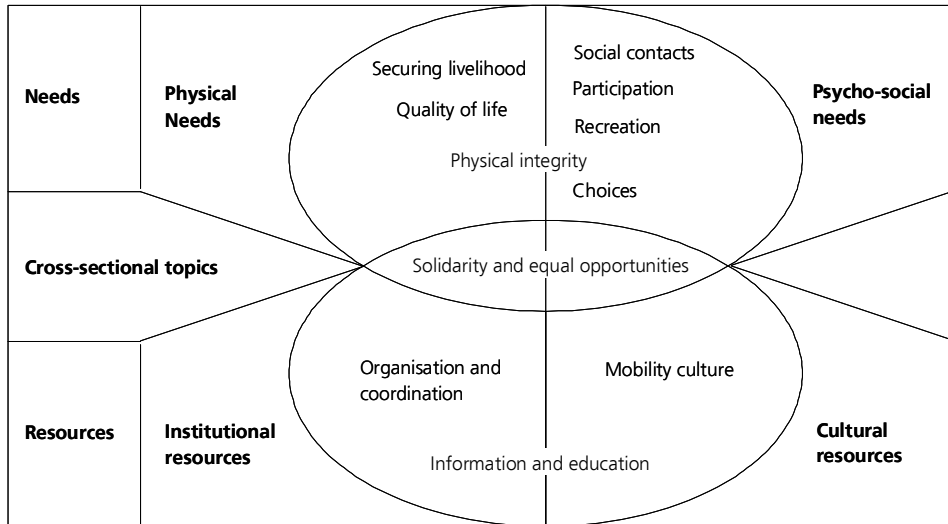 Needs
Physical
Needs
Securing livelihood
Quality of life
Social contacts
Participation
Recreation
Physical integrity
Choices
Psycho-social
needs
Cross-sectional topics
Solidarity and equal opportunities
Resources
Institutional
resources
Organisation and
coordination
Mobility culture
Information and education
Cultural
resources